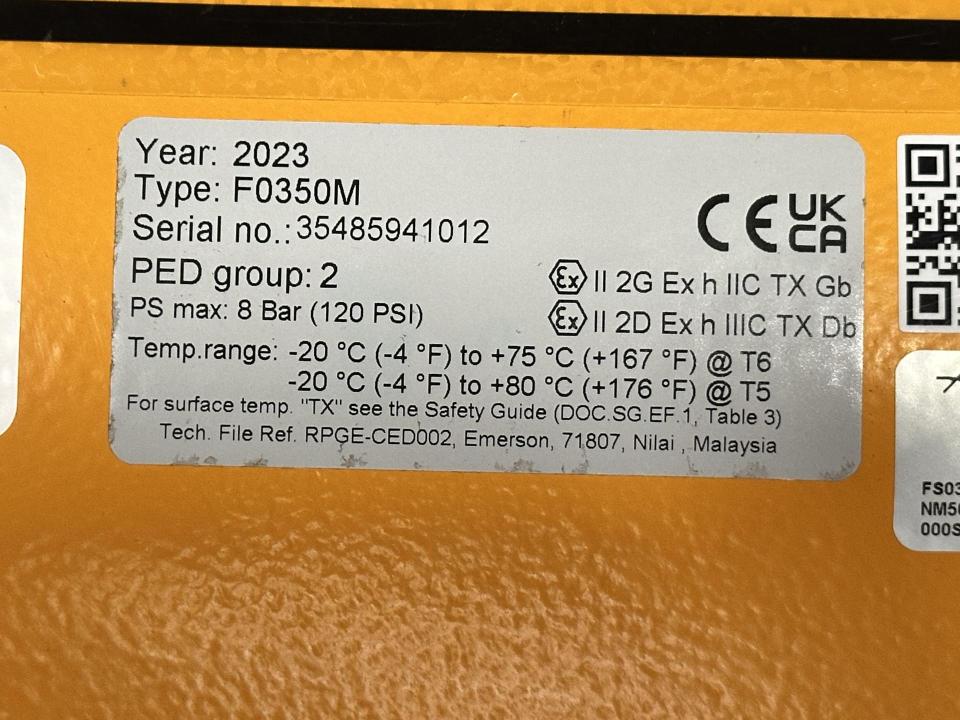 Year: 2023
Type: F0350M
Serial no.: 35485941012
CE UK
CA
PED group: 2
Ex II 2G Ex h IIC TX Gb
PS max: 8 Bar (120 PSI)
Ex II 2D Ex h IIIC TX Db
Temp.range: -20 °C (-4 °F) to +75 °C (+167 °F) @ T6
-20 °C (-4 °F) to +80 °C (+176 °F) @ T5
For surface temp. "TX" see the Safety Guide (DOC.SG.EF.1, Table 3)
Tech. File Ref. RPGE-CED002, Emerson, 71807, Nilai , Malaysia